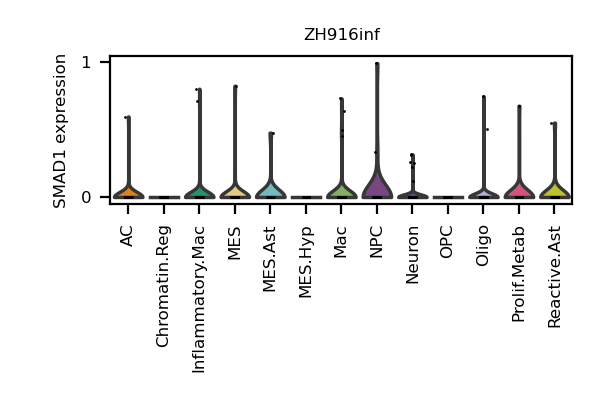 ZH916inf
SMAD1 expression
1
0
AC
Chromatin.Reg
Inflammatory.Mac
MES
MES.Ast
MES.Hyp
Mac
NPC
Neuron
OPC
Oligo
Prolif.Metab
Reactive.Ast